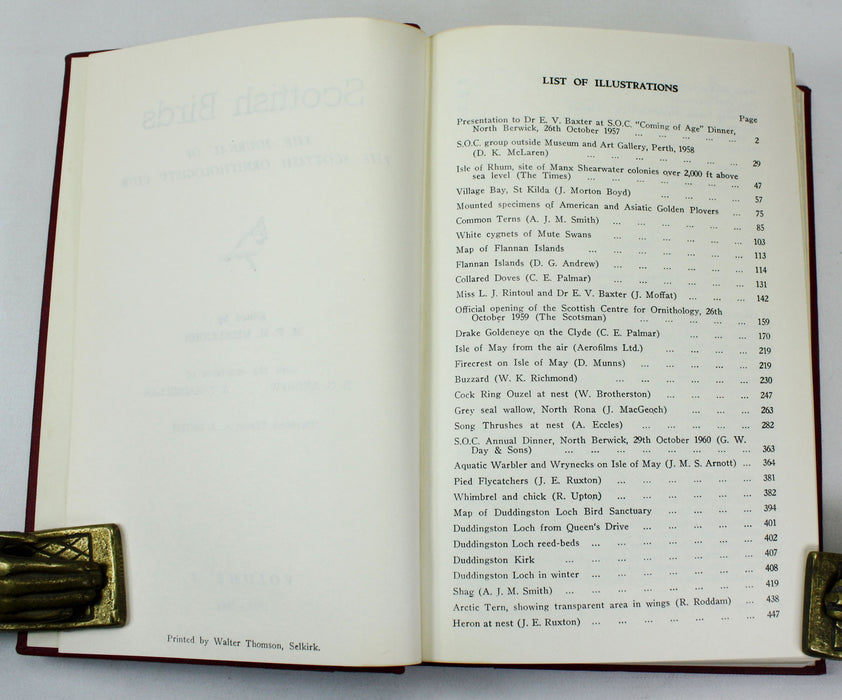 Scottish Birds
THE JOURNAL OF
THE SCOTTISH ORNITHOLOGISTS' CLUB
Printed by Walter Thomson, Selkirk.
LIST OF ILLUSTRATIONS
Page
Presentation to Dr E. V. Baxter at S.O.C. "Coming of Age" Dinner,
North Berwick, 26th October 1957 ... ... ... ... 2
S.O.C. group outside Museum and Art Gallery, Perth, 1958
(D. K. McLaren) ... ... ... ... ... 29
Isle of Rhum, site of Manx Shearwater colonies over 2,000 ft above
sea level (The Times) ... ... ... ... ... 47
Village Bay, St Kilda (J. Morton Boyd) ... ... ... 57
Mounted specimens of American and Asiatic Golden Plovers ... 75
Common Terns (A. J. M. Smith) ... ... ... ... 85
White cygnets of Mute Swans ... ... ... ... 103
Map of Flannan Islands ... ... ... ... ... 113
Flannan Islands (D. G. Andrew) ... ... ... ... 114
Collared Doves (C. E. Palmar) ... ... ... ... 131
Miss L. J. Rintoul and Dr E. V. Baxter (J. Moffat) ... ... ... 142
Official opening of the Scottish Centre for Ornithology, 26th
October 1959 (The Scotsman) ... ... ... ... 159
Drake Goldeneye on the Clyde (C. E. Palmar) ... ... ... 170
Isle of May from the air (Aerofilms Ltd.) ... ... ... 219
Firecrest on Isle of May (D. Munns) ... ... ... ... 219
Buzzard (W. K. Richmond) ... ... ... ... ... 230
Cock Ring Ouzel at nest (W. Brotherston) ... ... ... 247
Grey seal wallow, North Rona (J. MacGeoch) ... ... ... 263
Song Thrushes at nest (A. Eccles) ... ... ... ... 282
S.O.C. Annual Dinner, North Berwick, 29th October 1960 (G. W.
Day & Sons) ... ... ... ... ... ... 363
Aquatic Warbler and Wrynecks on Isle of May (J. M. S. Arnott) ... 364
Pied Flycatchers (J. E. Ruxton) ... ... ... ... 381
Whimbrel and chick (R. Upton) ... ... ... ... 382
Map of Duddingston Loch Bird Sanctuary ... ... ... 394
Duddingston Loch from Queen's Drive ... ... ... ... 401
Duddingston Loch reed-beds ... ... ... ... ... 402
Duddingston Kirk ... ... ... ... ... 407
Duddingston Loch in winter ... ... ... ... ... 408
Shag (A. J. M. Smith) ... ... ... ... ... 419
Arctic Tern, showing transparent area in wings (R. Roddam) ... 438
Heron at nest (J. E. Ruxton) ... ... ... ... ... 447